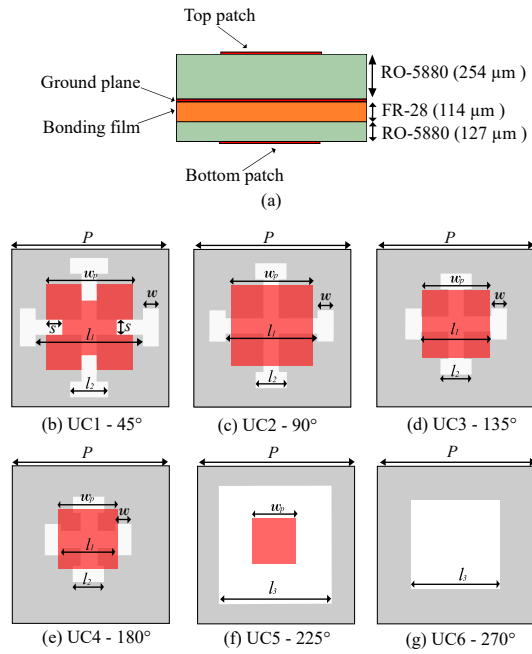 Top patch
RO-5880 (254 µm )
Ground plane
FR-28 (114 µm )
Bonding film
RO-5880 (127 µm)
Bottom patch
(a)
P P P
wp w s l1 s l2
wp w l1 l2
wp w l1 l2
(b) UC1 - 45° (c) UC2 - 90° (d) UC3 - 135°
P P P
wp w l1 l2
wp l3
l3
(e) UC4 - 180° (f) UC5 - 225° (g) UC6 - 270°